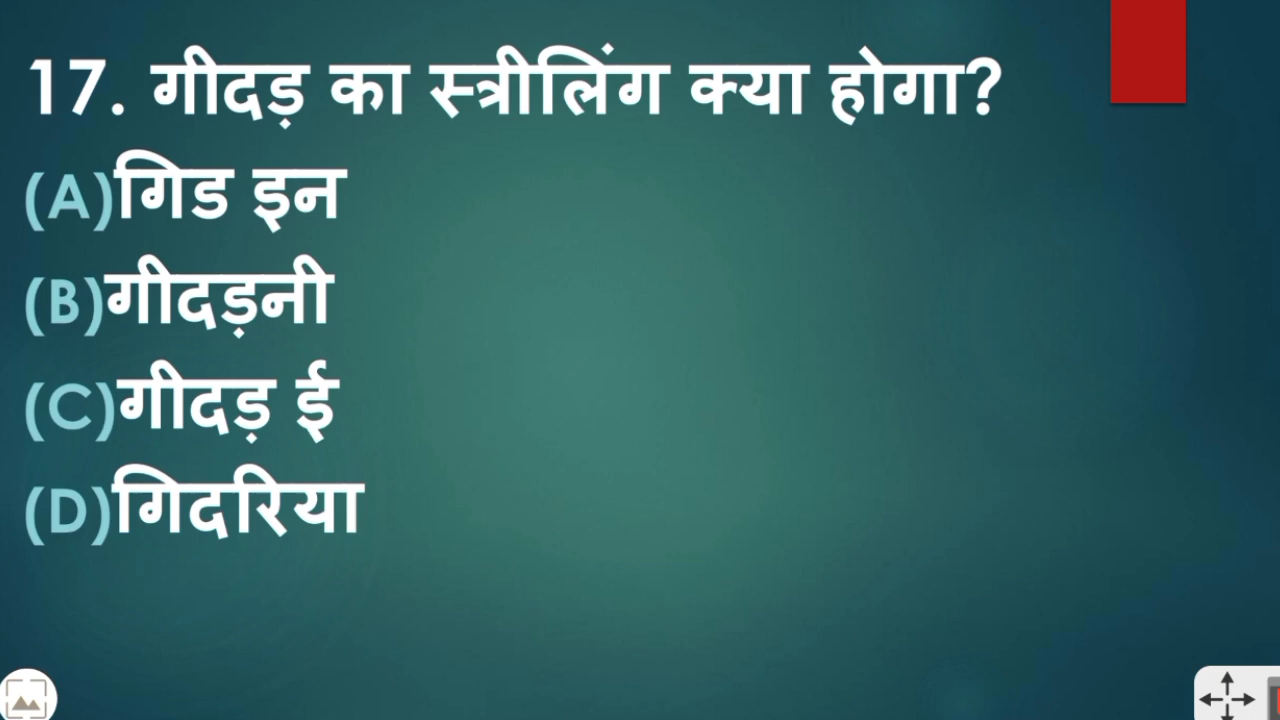 17. गीदड़ का स्त्रीलिंग क्या होगा?
(A)गिड इन
(B)गीदड़नी
(C)गीदड़ ई
(D)गिदरिया